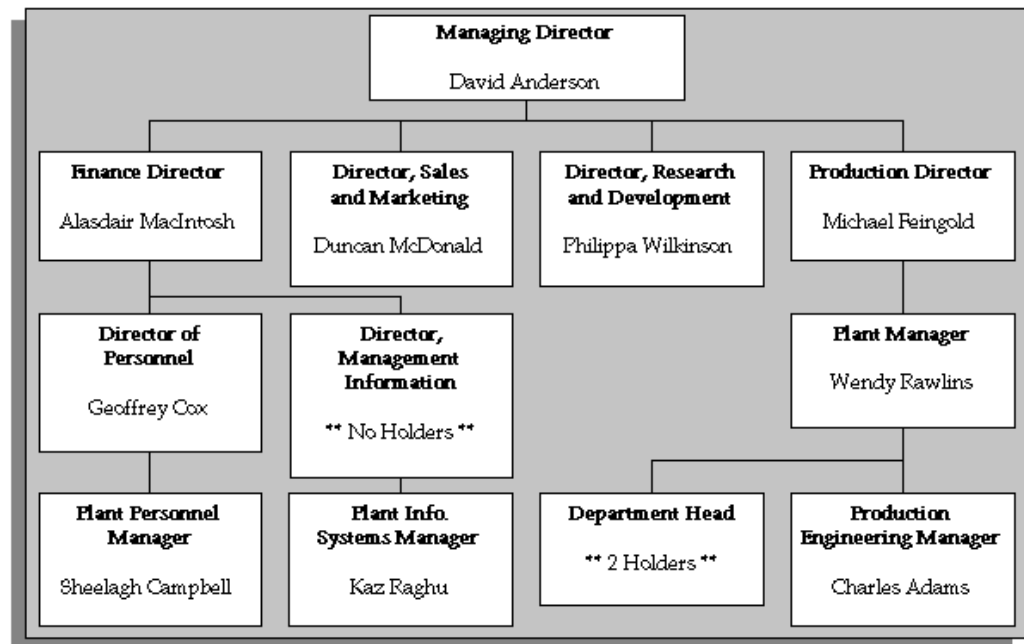 Managing Director
David Anderson
Finance Director
Alasdair MacIntosh
Director, Sales
and Marketing
Duncan McDonald
Director, Research
and Development
Philippa Wilkinson
Production Director
Michael Feingold
Director of
Personnel
Geoffrey Cox
Director,
Management
Information
** No Holders **
Plant Manager
Wendy Rawlins
Plant Personnel
Manager
Sheelagh Campbell
Plant Info.
Systems Manager
Kaz Raghu
Department Head
** 2 Holders **
Production
Engineering Manager
Charles Adams